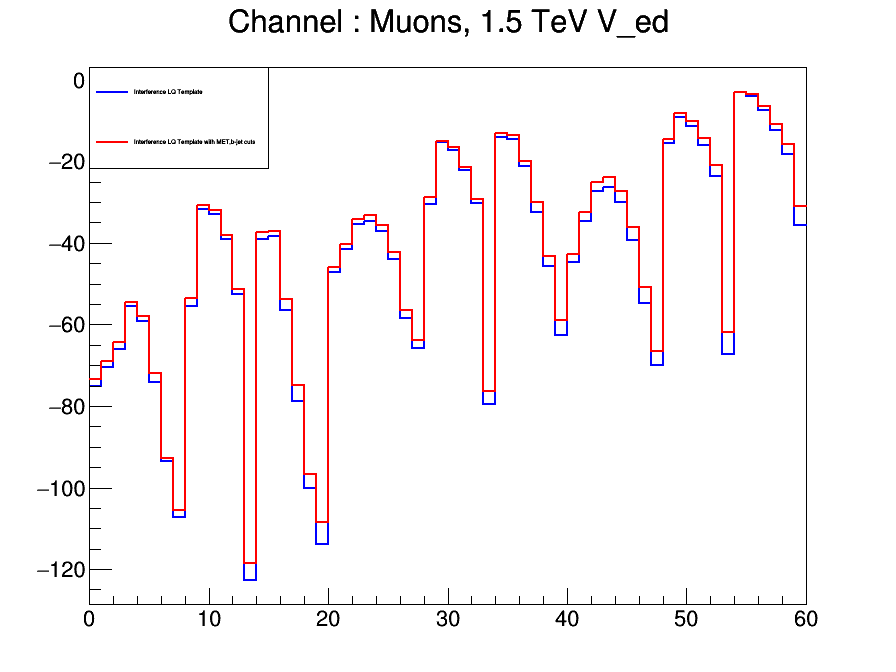 Channel : Muons, 1.5 TeV V_ed
0
Interference LQ Template
Interference LQ Template with MET,b-jet cuts
−20
−40
−60
−80
−100
−120
0 10 20 30 40 50 60